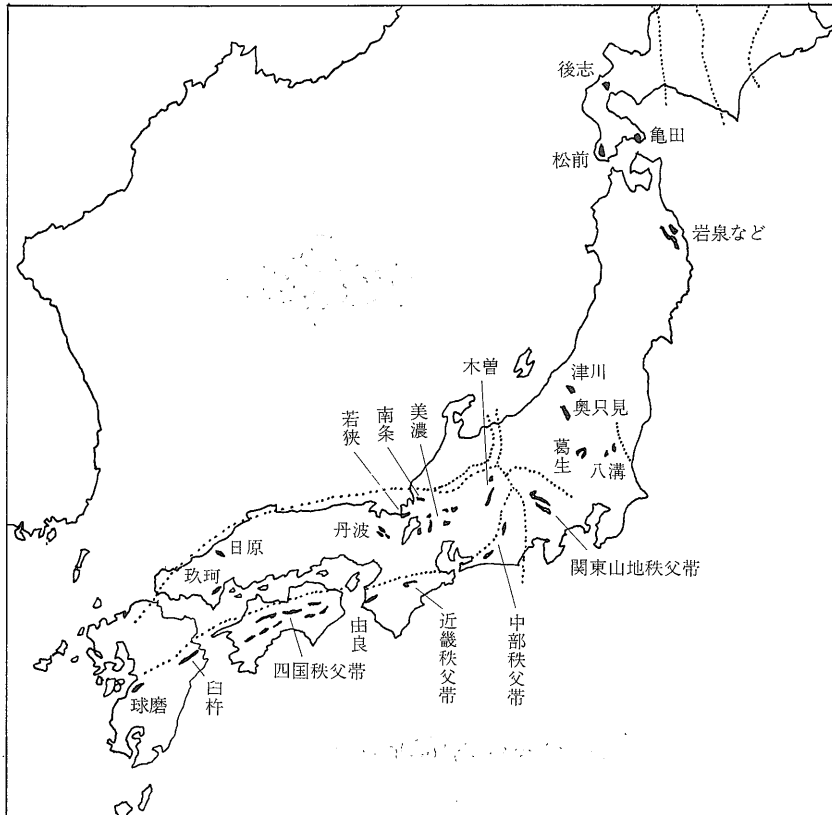 後志
亀田
松前
岩泉など
木曽
津川
奥只見
美濃
南条
若狭
葛生
八溝
丹波
日原
関東山地秩父帯
玖珂
由良
近畿秩父帯
中部秩父帯
四国秩父帯
臼杵
球磨